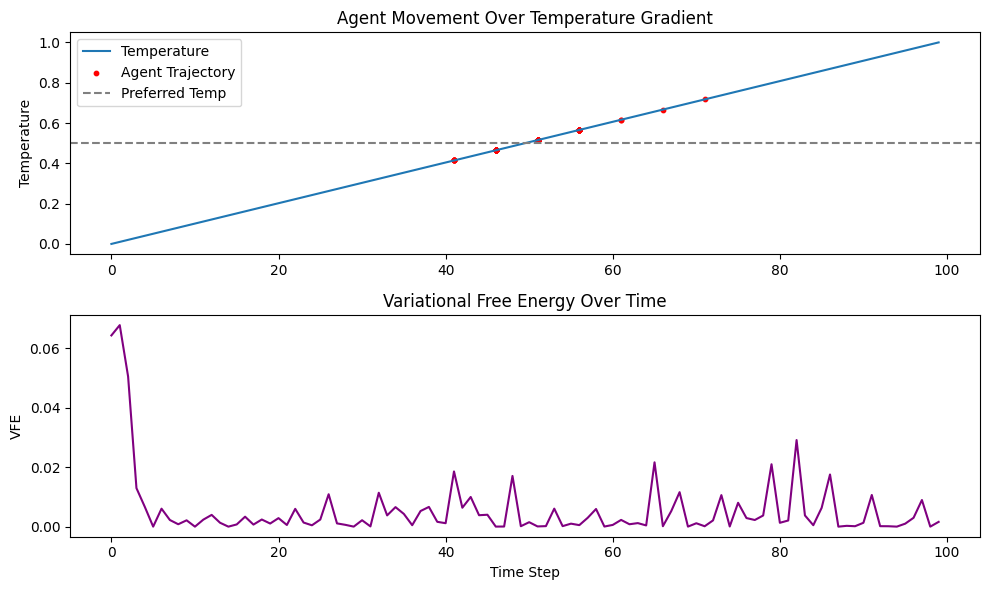 Agent Movement Over Temperature Gradient
Temperature
Agent Trajectory
Preferred Temp
Temperature
1.0
0.8
0.6
0.4
0.2
0.0
0 20 40 60 80 100
Variational Free Energy Over Time
VFE
0.06
0.04
0.02
0.00
0 20 40 60 80 100
Time Step